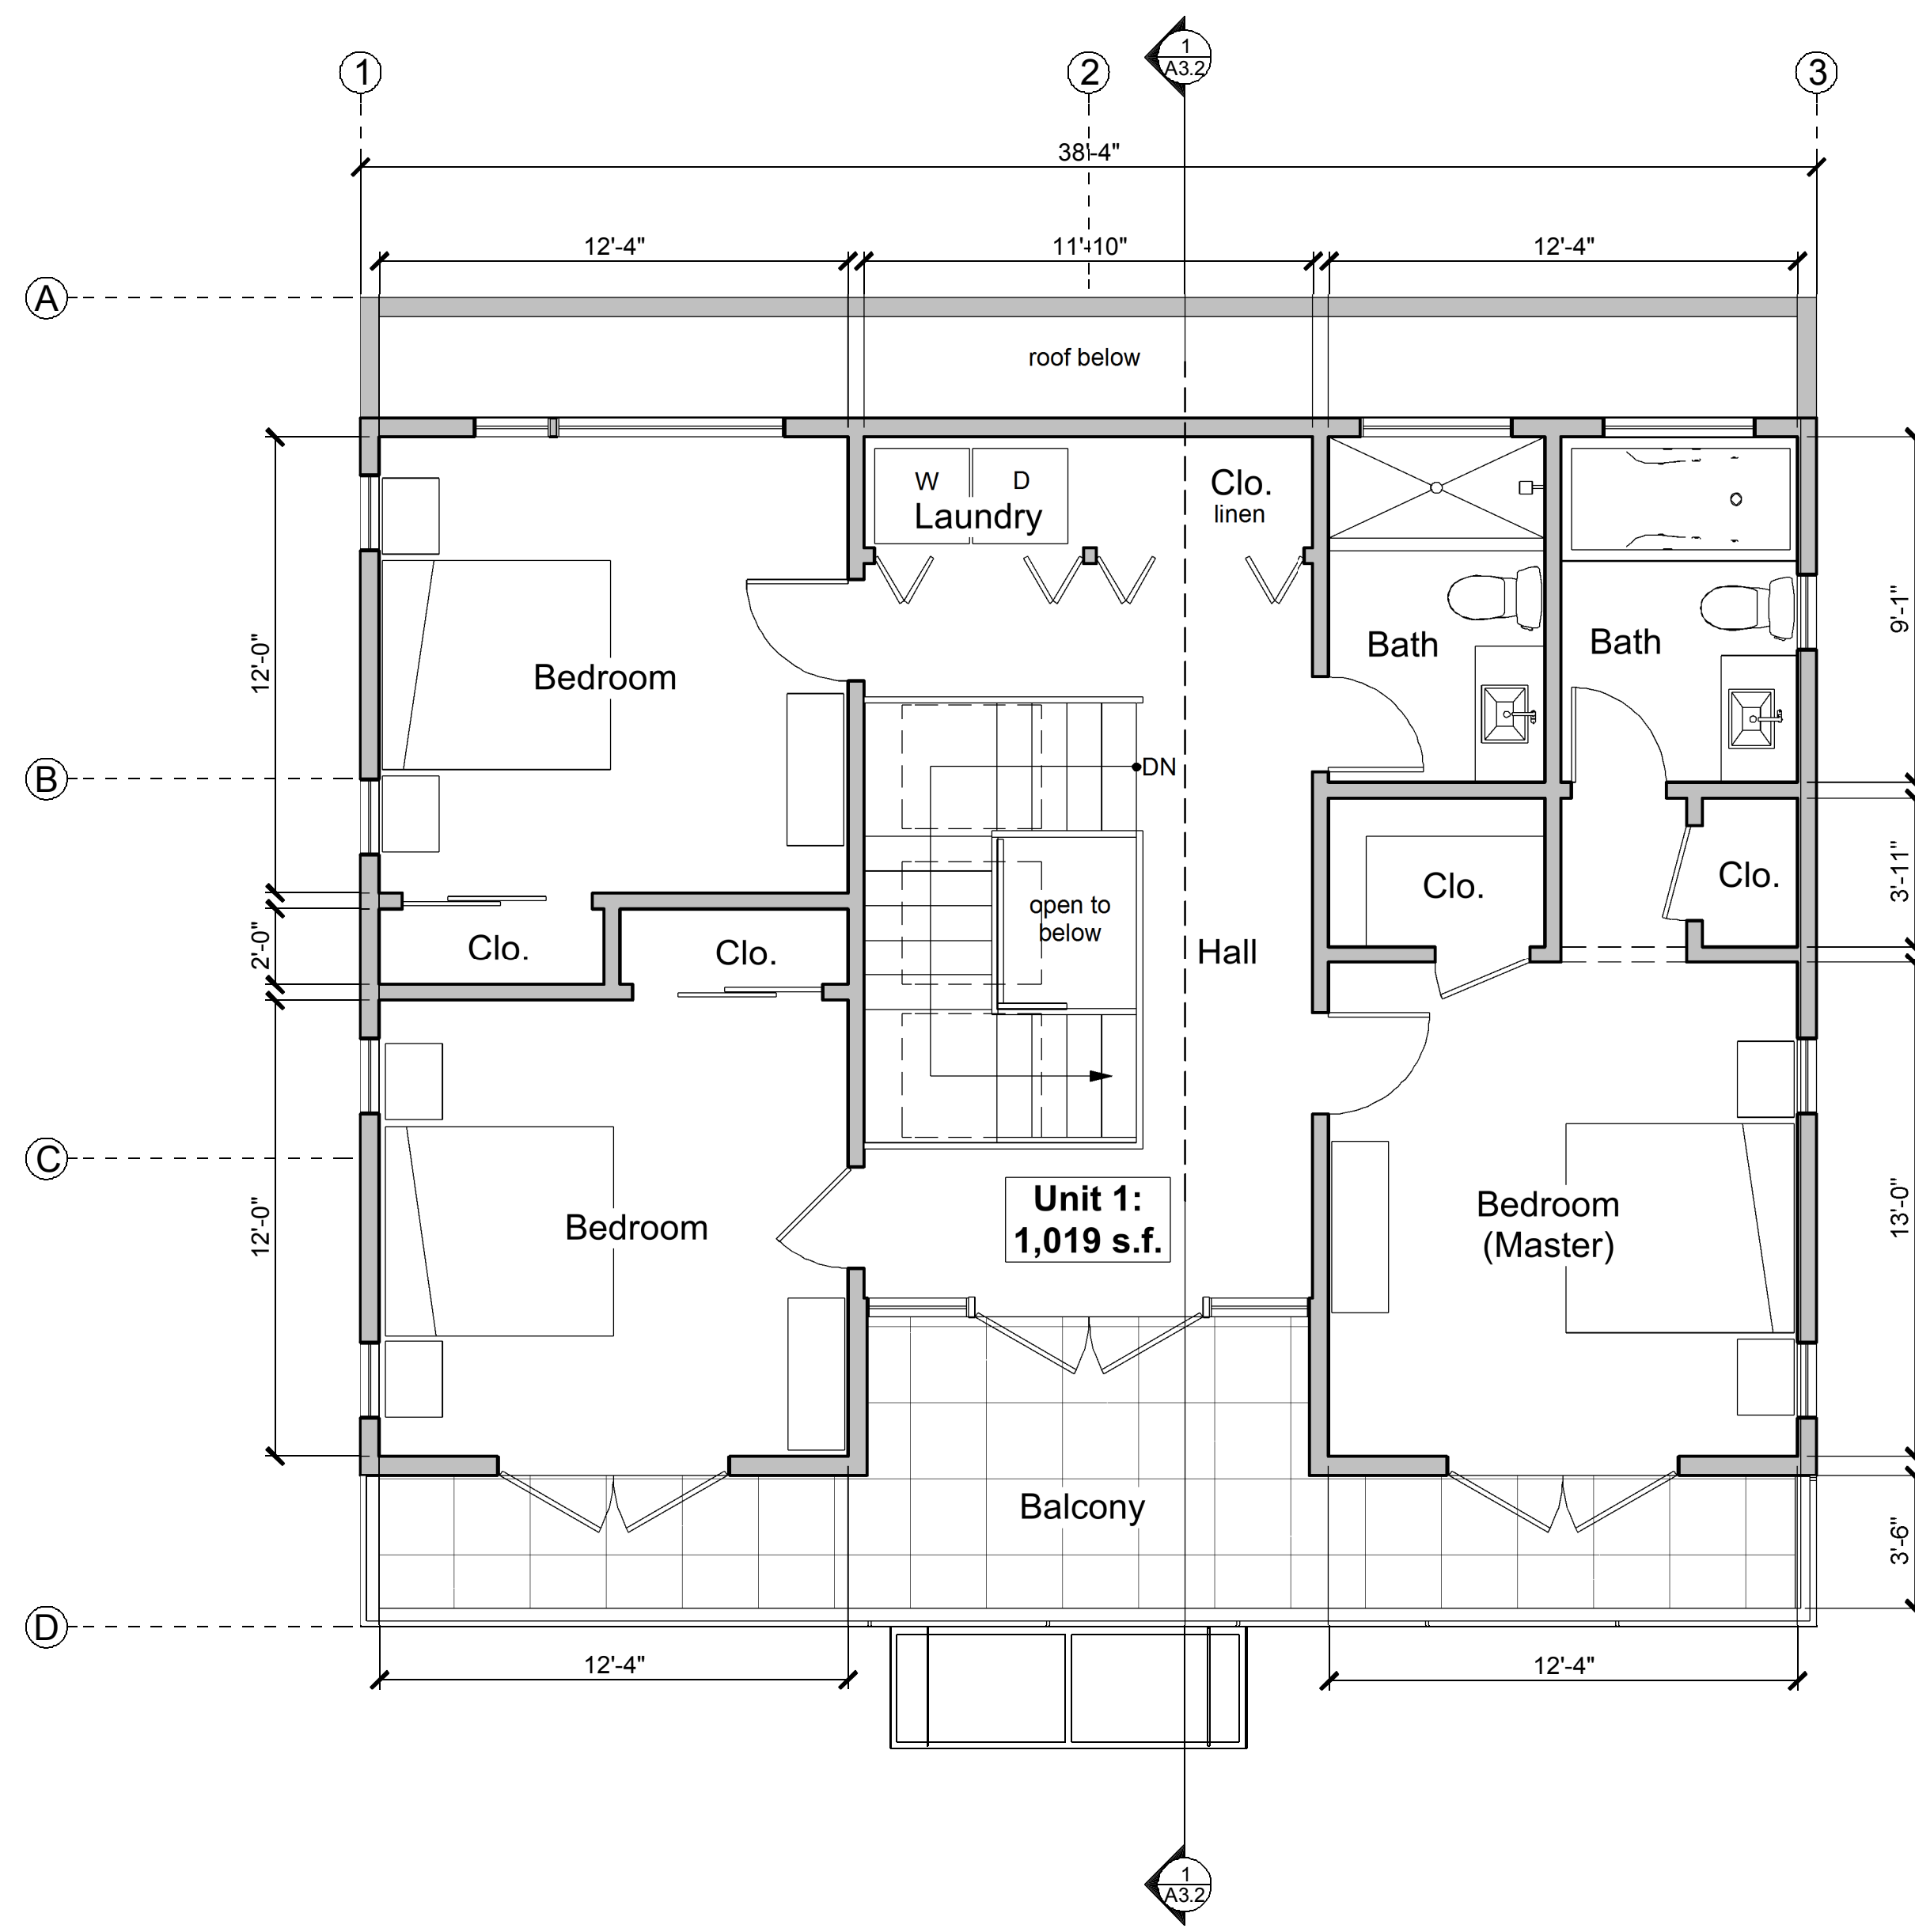 1
A3.2
1
2
3
38'-4"
12'-4"
11'-10"
12'-4"
A
roof below
W
D
Laundry
Clo.
linen
Bath
Bath
9'-1"
12'-0"
Bedroom
B
DN
Clo.
Clo.
3'-11"
open to
below
Hall
2'-0"
Clo.
Clo.
C
Unit 1:
1,019 s.f.
Bedroom
(Master)
13'-0"
12'-0"
Bedroom
Balcony
3'-6"
D
12'-4"
12'-4"
1
A3.2